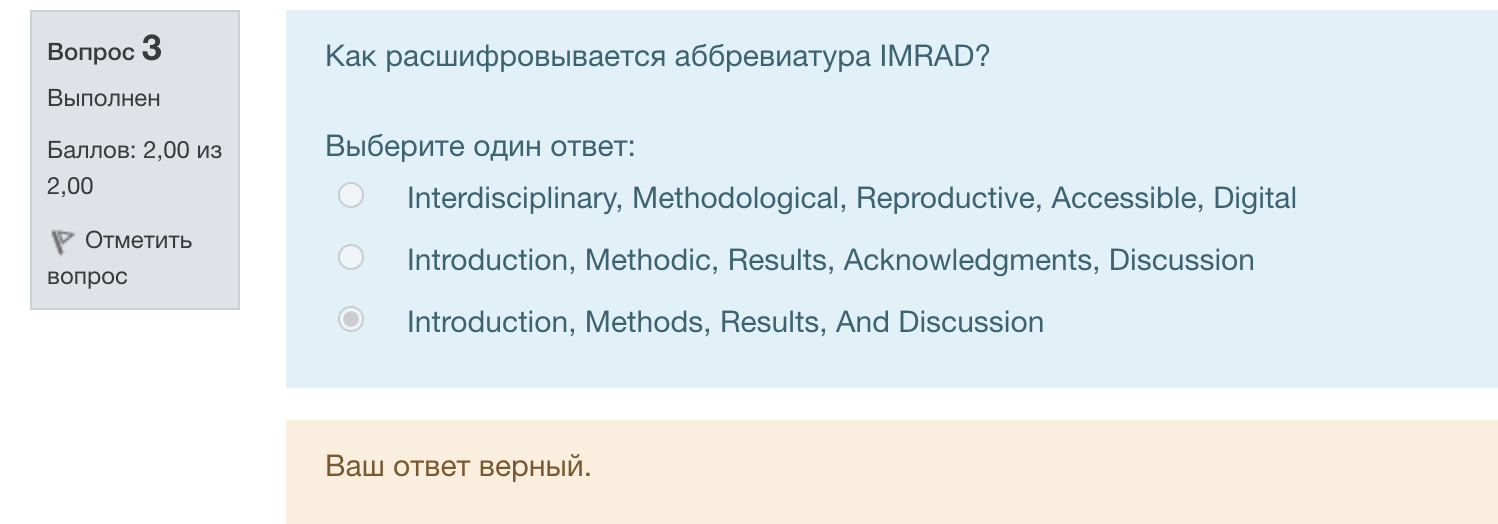 Вопрос 3
Выполнен
Баллов: 2,00 из
2,00
Отметить
вопрос
Как расшифровывается аббревиатура IMRAD?
Выберите один ответ:
Interdisciplinary, Methodological, Reproductive, Accessible, Digital
Introduction, Methodic, Results, Acknowledgments, Discussion
Introduction, Methods, Results, And Discussion
Ваш ответ верный.